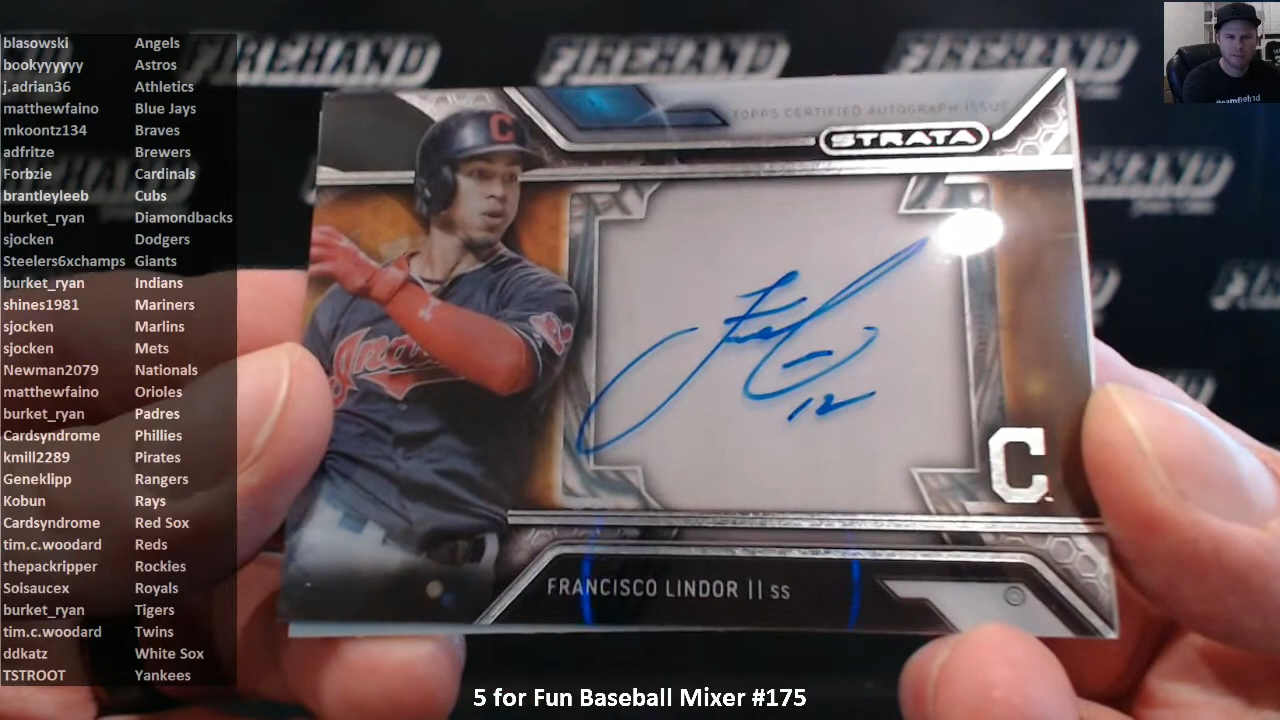 blasowski Angels
bookyyyyyy Astros
j.adrian36 Athletics
matthewfaino Blue Jays
mkoontz134 Braves
adfritze Brewers
Forbzie Cardinals
brantleyleeb Cubs
burket_ryan Diamondbacks
sjocken Dodgers
Steelers6xchamps Giants
burket_ryan Indians
shines1981 Mariners
sjocken Marlins
sjocken Mets
Newman2079 Nationals
matthewfaino Orioles
burket_ryan Padres
Cardsyndrome Phillies
kmill2289 Pirates
Geneklipp Rangers
Kobun Rays
Cardsyndrome Red Sox
tim.c.woodard Reds
thepackripper Rockies
Soisaucex Royals
burket_ryan Tigers
tim.c.woodard Twins
ddkatz White Sox
TSTROOT Yankees
FIREHAND FIREHAND FIREHAND
TOPPS CERTIFIED AUTOGRAPH ISSUE
STRATA
C
12
C
FRANCISCO LINDOR || SS
5 for Fun Baseball Mixer #175